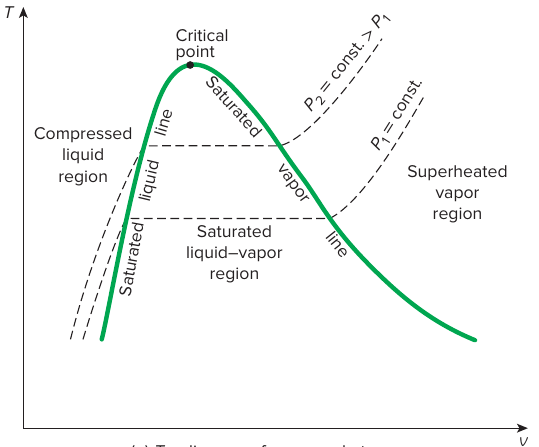 T
Critical
point
P₂ = const. > P₁
P₁ = const.
Saturated
vapor
line
Saturated
liquid
line
Compressed
liquid
region
Superheated
vapor
region
Saturated
liquid–vapor
region
v